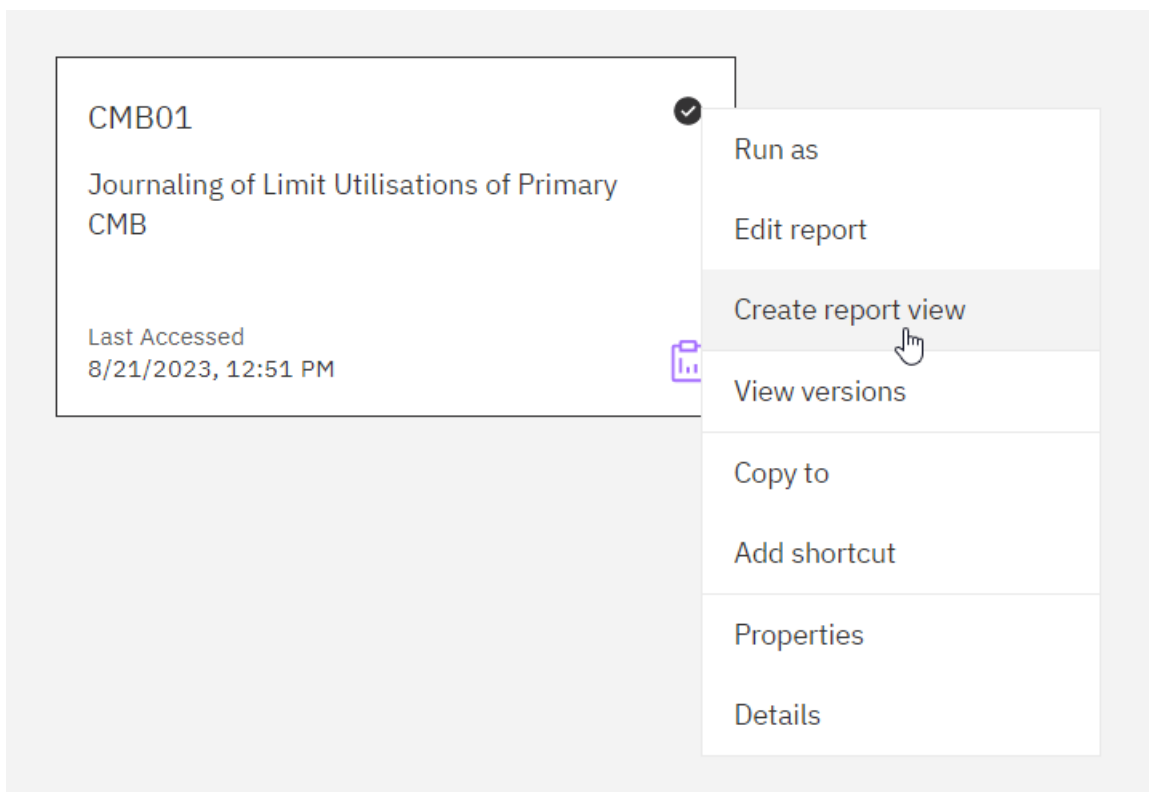 CMB01
Journaling of Limit Utilisations of Primary
CMB
Last Accessed
8/21/2023, 12:51 PM
Run as
Edit report
Create report view
View versions
Copy to
Add shortcut
Properties
Details